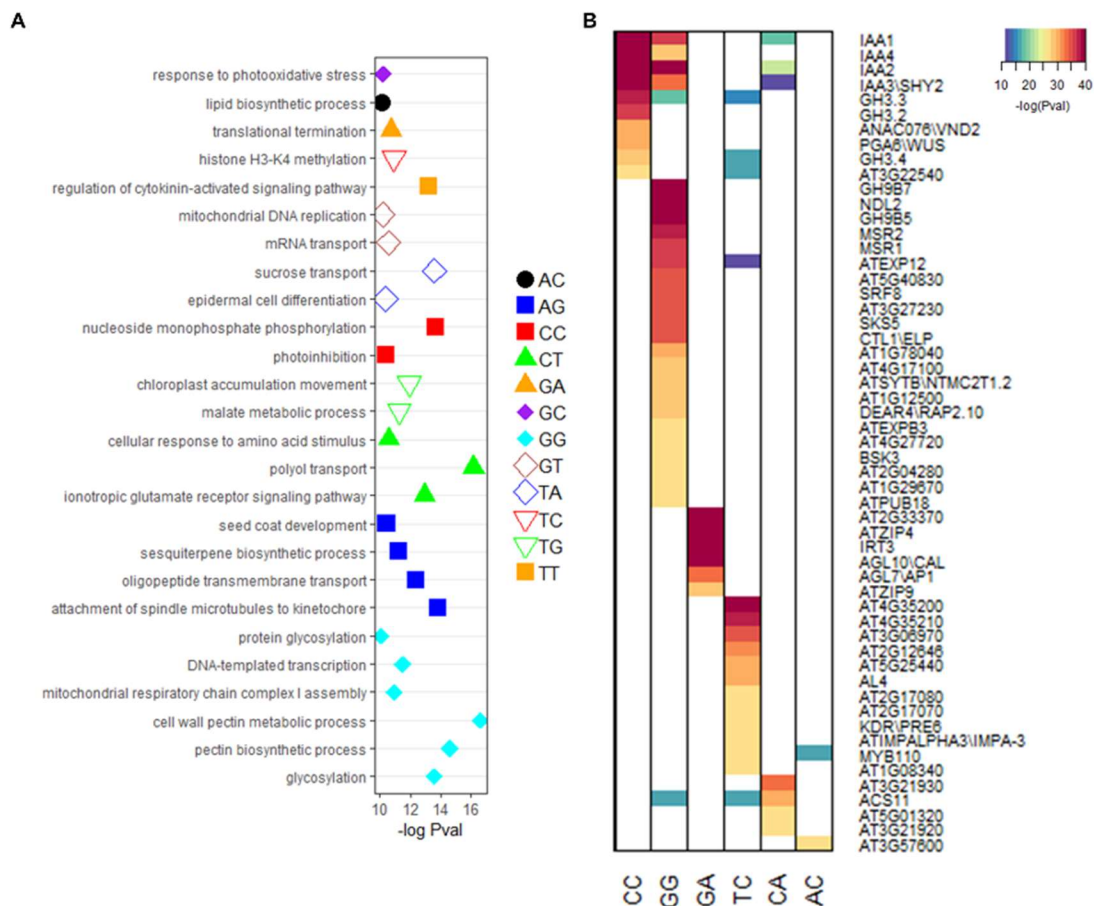 A
response to photooxidative stress
lipid biosynthetic process
translational termination
histone H3-K4 methylation
regulation of cytokinin-activated signaling pathway
mitochondrial DNA replication
mRNA transport
sucrose transport
epidermal cell differentiation
nucleoside monophosphate phosphorylation
photoinhibition
chloroplast accumulation movement
malate metabolic process
cellular response to amino acid stimulus
polyol transport
ionotropic glutamate receptor signaling pathway
seed coat development
sesquiterpene biosynthetic process
oligopeptide transmembrane transport
attachment of spindle microtubules to kinetochore
protein glycosylation
DNA-templated transcription
mitochondrial respiratory chain complex I assembly
cell wall pectin metabolic process
pectin biosynthetic process
glycosylation
10 12 14 16
-log Pval
AC
AG
CC
CT
GA
GC
GG
GT
TA
TC
TG
TT
B
IAA1
IAA4
IAA2
IAA3\SHY2
GH3.3
GH3.2
ANAC076\VND2
PGA6\WUS
GH3.4
AT3G22540
GH9B7
NDL2
GH9B5
MSR2
MSR1
ATEXP12
AT5G40830
SRF8
AT3G27230
SKS5
CTL1\ELP
AT1G78040
AT4G17100
ATSYTB\NTMC2T1.2
AT1G12500
DEAR4\RAP2.10
ATEXPB3
AT4G27720
BSK3
AT2G04280
AT1G29670
ATPUB18
AT2G33370
ATZIP4
IRT3
AGL10\CAL
AGL7\AP1
ATZIP9
AT4G35200
AT4G35210
AT3G06970
AT2G12646
AT5G25440
AL4
AT2G17080
AT2G17070
KDR\PRE6
ATIMPALPHA3\IMPA-3
MYB110
AT1G08340
AT3G21930
ACS11
AT5G01320
AT3G21920
AT3G57600
CC GG GA TC CA AC
10 20 30 40
-log(Pval)